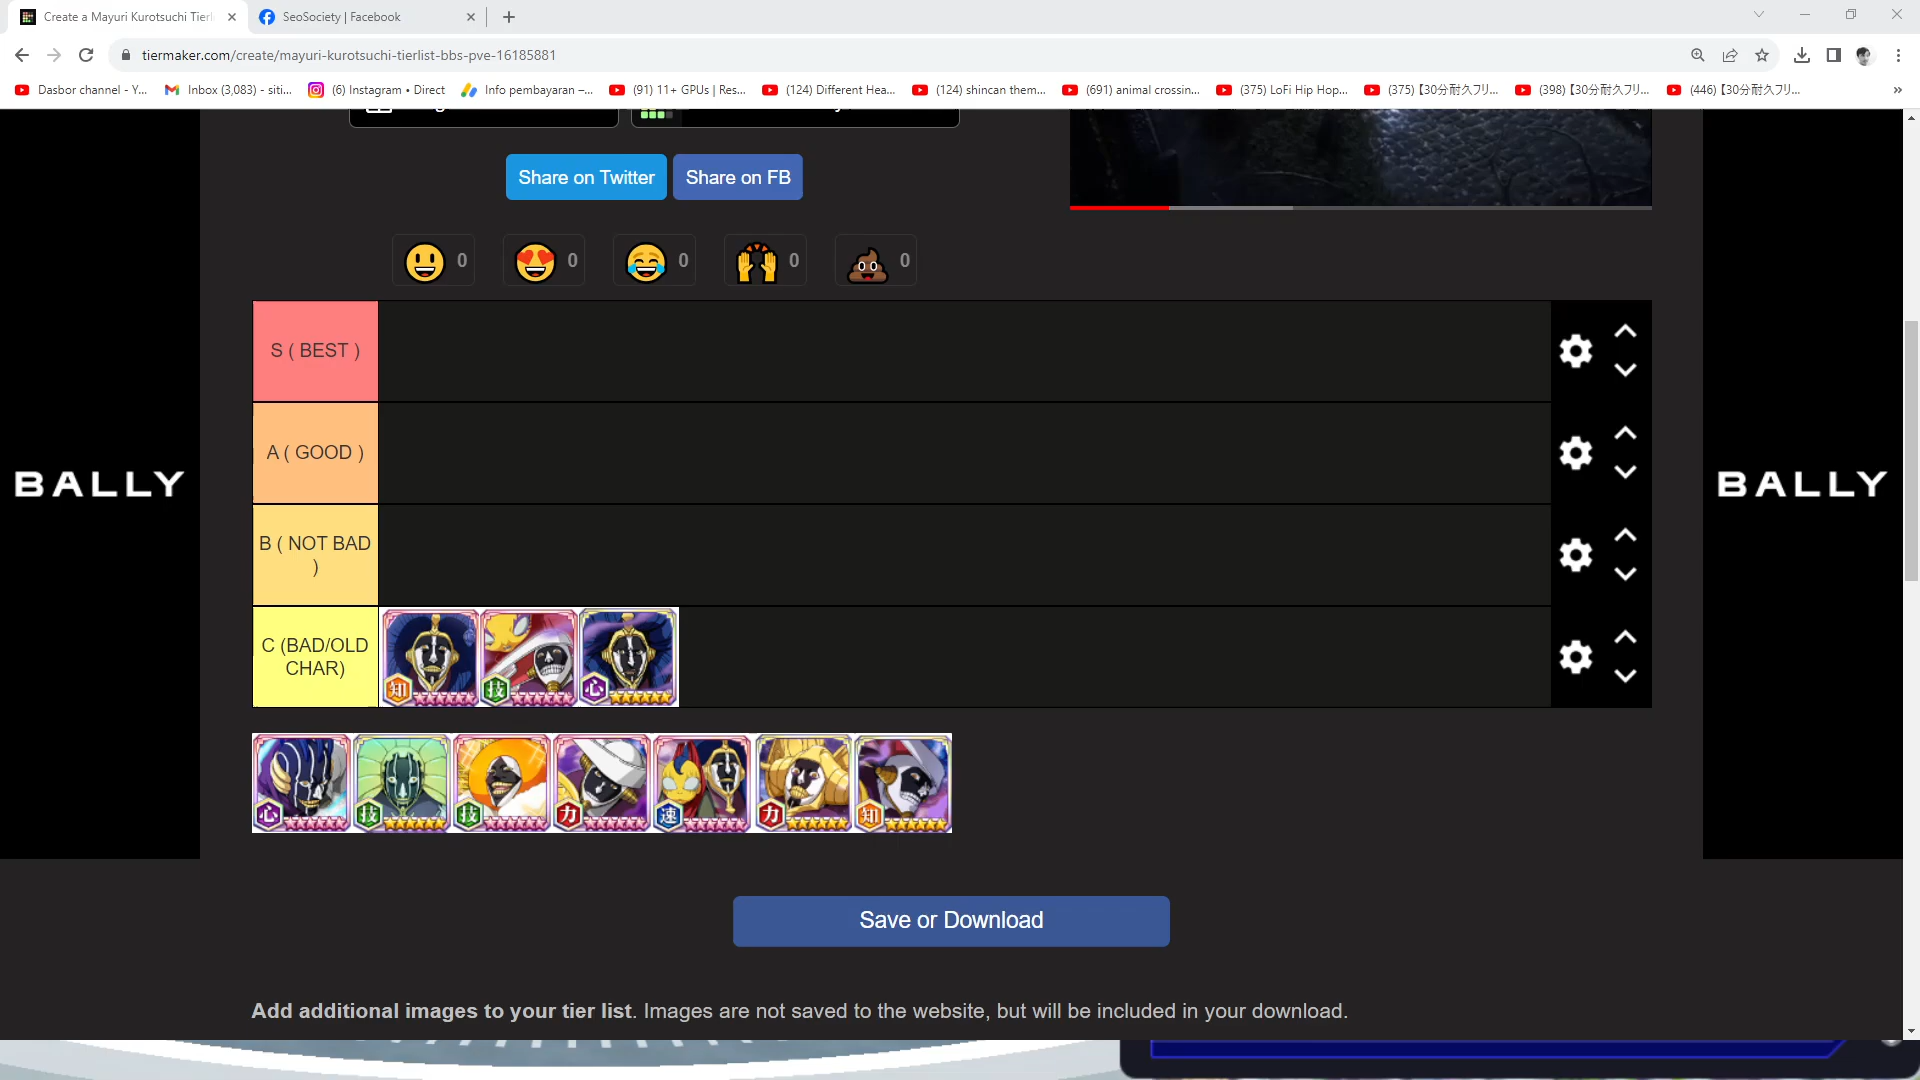 Create a Mayuri Kurotsuchi Tierl
SeoSociety | Facebook
tiermaker.com/create/mayuri-kurotsuchi-tierlist-bbs-pve-16185881
Dasbor channel - Y...
Inbox (3,083) - siti...
(6) Instagram • Direct
Info pembayaran –...
(91) 11+ GPUs | Res...
(124) Different Hea...
(124) shincan them...
(691) animal crossin...
(375) LoFi Hip Hop...
(375) 【30分耐久フリ...
(398) 【30分耐久フリ...
(446) 【30分耐久フリ...
Share on Twitter
Share on FB
0
0
0
0
0
S ( BEST )
A ( GOOD )
B ( NOT BAD
)
C (BAD/OLD
CHAR)
知
技
心
心
技
技
力
速
力
知
BALLY
BALLY
Save or Download
Add additional images to your tier list. Images are not saved to the website, but will be included in your download.